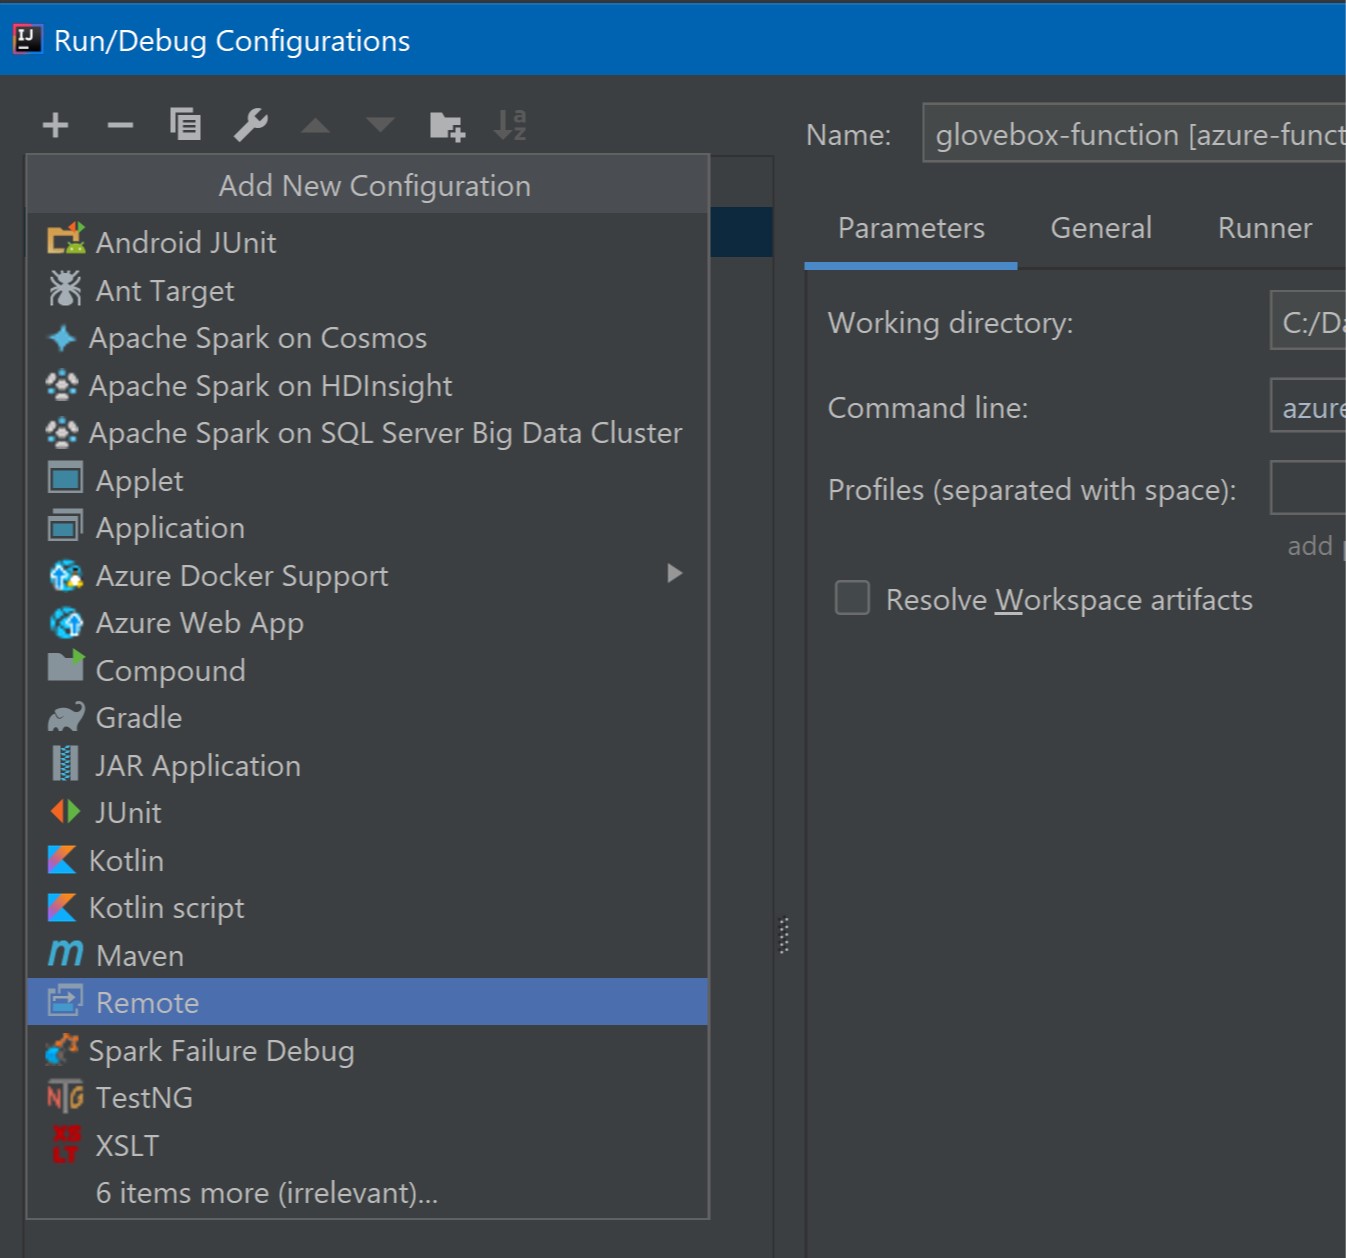 Run/Debug Configurations
Name:
glovebox-function [azure-funct
Add New Configuration
Parameters
General
Runner
Android JUnit
Ant Target
Apache Spark on Cosmos
Apache Spark on HDInsight
Apache Spark on SQL Server Big Data Cluster
Applet
Application
Azure Docker Support
Azure Web App
Compound
Gradle
JAR Application
JUnit
Kotlin
Kotlin script
Maven
Remote
Spark Failure Debug
TestNG
XSLT
6 items more (irrelevant)...
Working directory:
C:/Da
Command line:
azure
Profiles (separated with space):
add p
Resolve Workspace artifacts